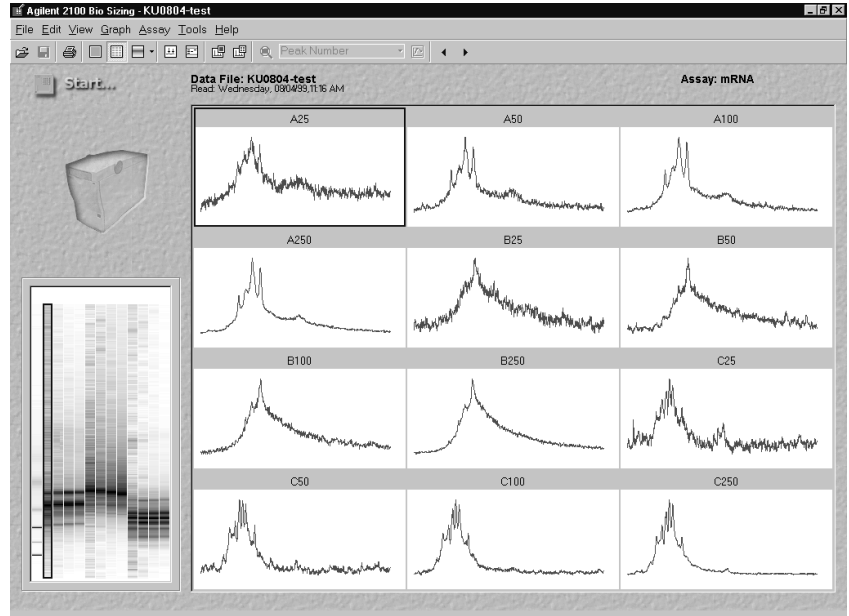 Agilent 2100 Bio Sizing - KU0804-test
File Edit View Graph Assay Tools Help
Peak Number
Start...
Data File: KU0804-test
Assay: mRNA
Read: Wednesday, 08/04/99,11:16 AM
A25 A50 A100
A250 B25 B50
B100 B250 C25
C50 C100 C250